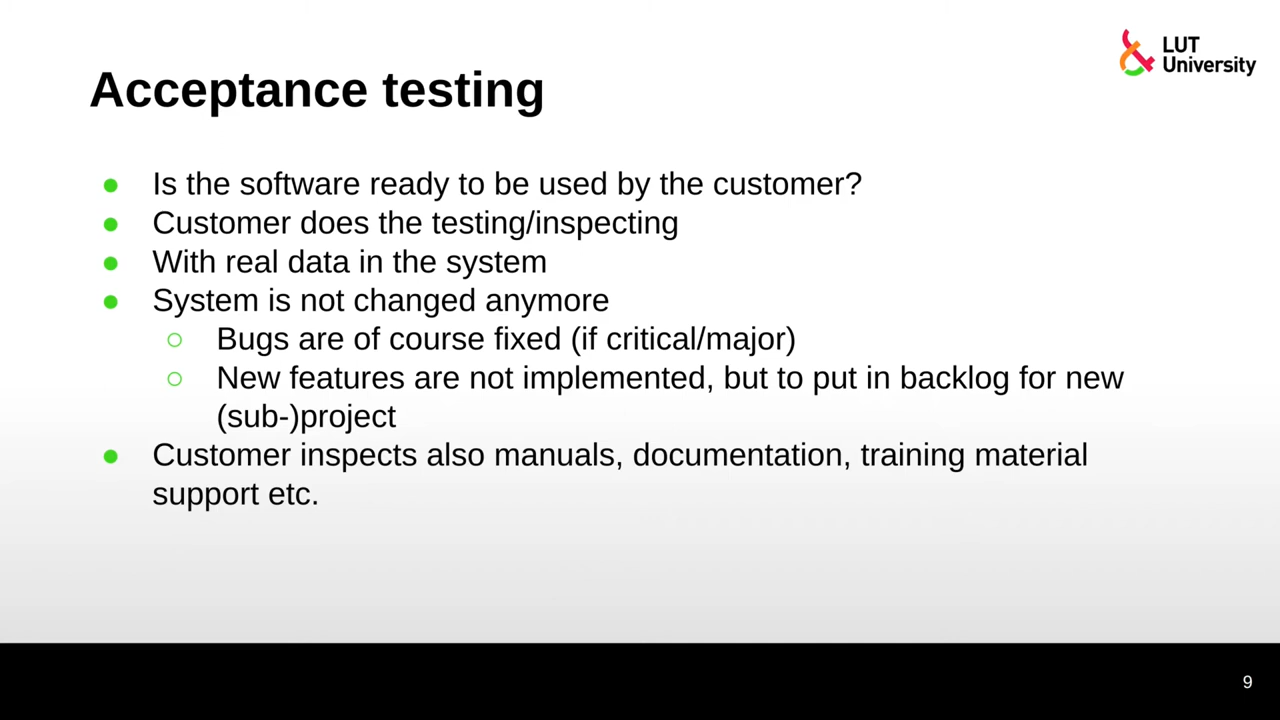 LUT
University
Acceptance testing
● Is the software ready to be used by the customer?
● Customer does the testing/inspecting
● With real data in the system
● System is not changed anymore
○ Bugs are of course fixed (if critical/major)
○ New features are not implemented, but to put in backlog for new
(sub-)project
● Customer inspects also manuals, documentation, training material
support etc.
9